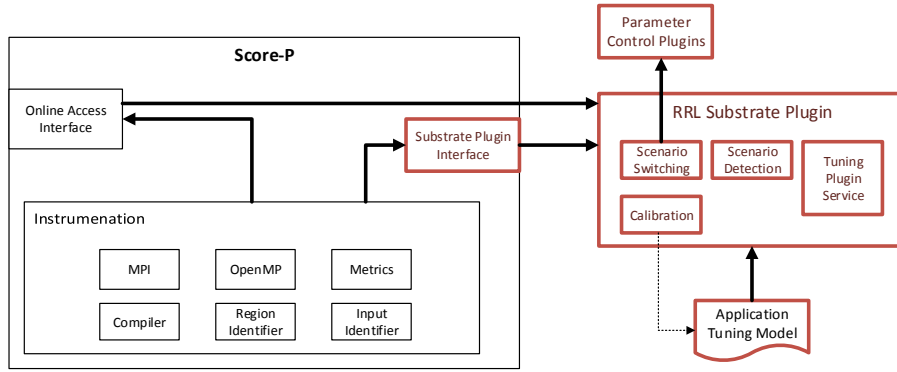 Score-P
Online Access
Interface
Substrate Plugin
Interface
Instrumenation
MPI
OpenMP
Metrics
Compiler
Region
Identifier
Input
Identifier
Parameter
Control Plugins
RRL Substrate Plugin
Scenario
Switching
Scenario
Detection
Tuning
Plugin
Service
Calibration
Application
Tuning Model